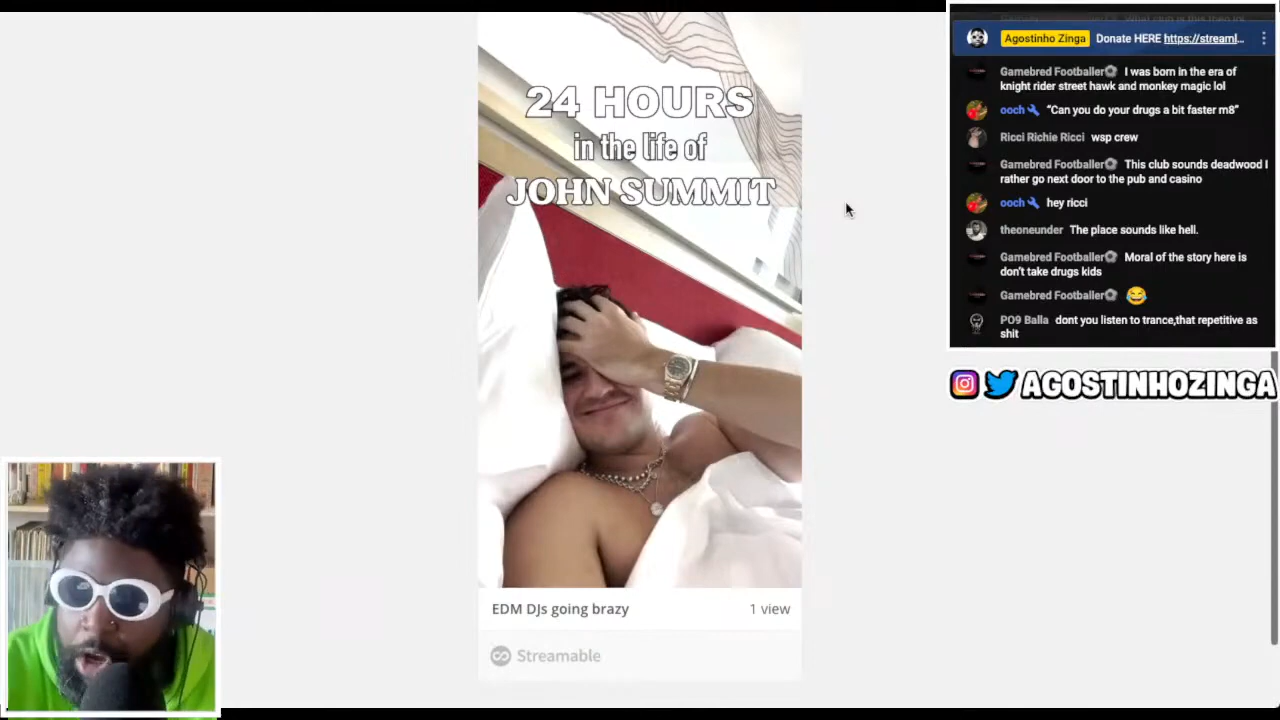 24 HOURS
in the life of
JOHN SUMMIT
EDM DJs going brazy
1 view
Streamable
Agostinho Zinga Donate HERE https://streaml...
Gamebred Footballer I was born in the era of
knight rider street hawk and monkey magic lol
ooch “Can you do your drugs a bit faster m8”
Ricci Richie Ricci wsp crew
Gamebred Footballer This club sounds deadwood I
rather go next door to the pub and casino
ooch hey ricci
theoneunder The place sounds like hell.
Gamebred Footballer Moral of the story here is
don't take drugs kids
Gamebred Footballer 😂
PO9 Balla dont you listen to trance,that repetitive as
shit
AGOSTINHOZINGA